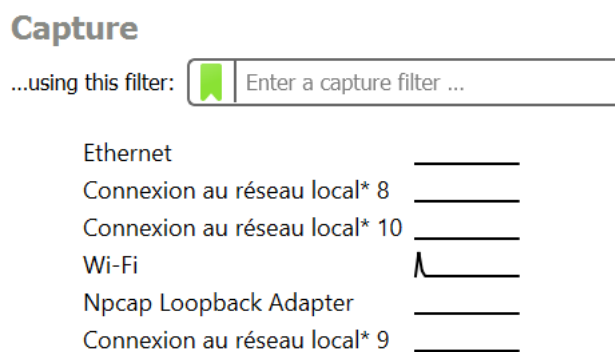 Capture
...using this filter: Enter a capture filter ...
Ethernet
Connexion au réseau local* 8
Connexion au réseau local* 10
Wi-Fi
Npcap Loopback Adapter
Connexion au réseau local* 9